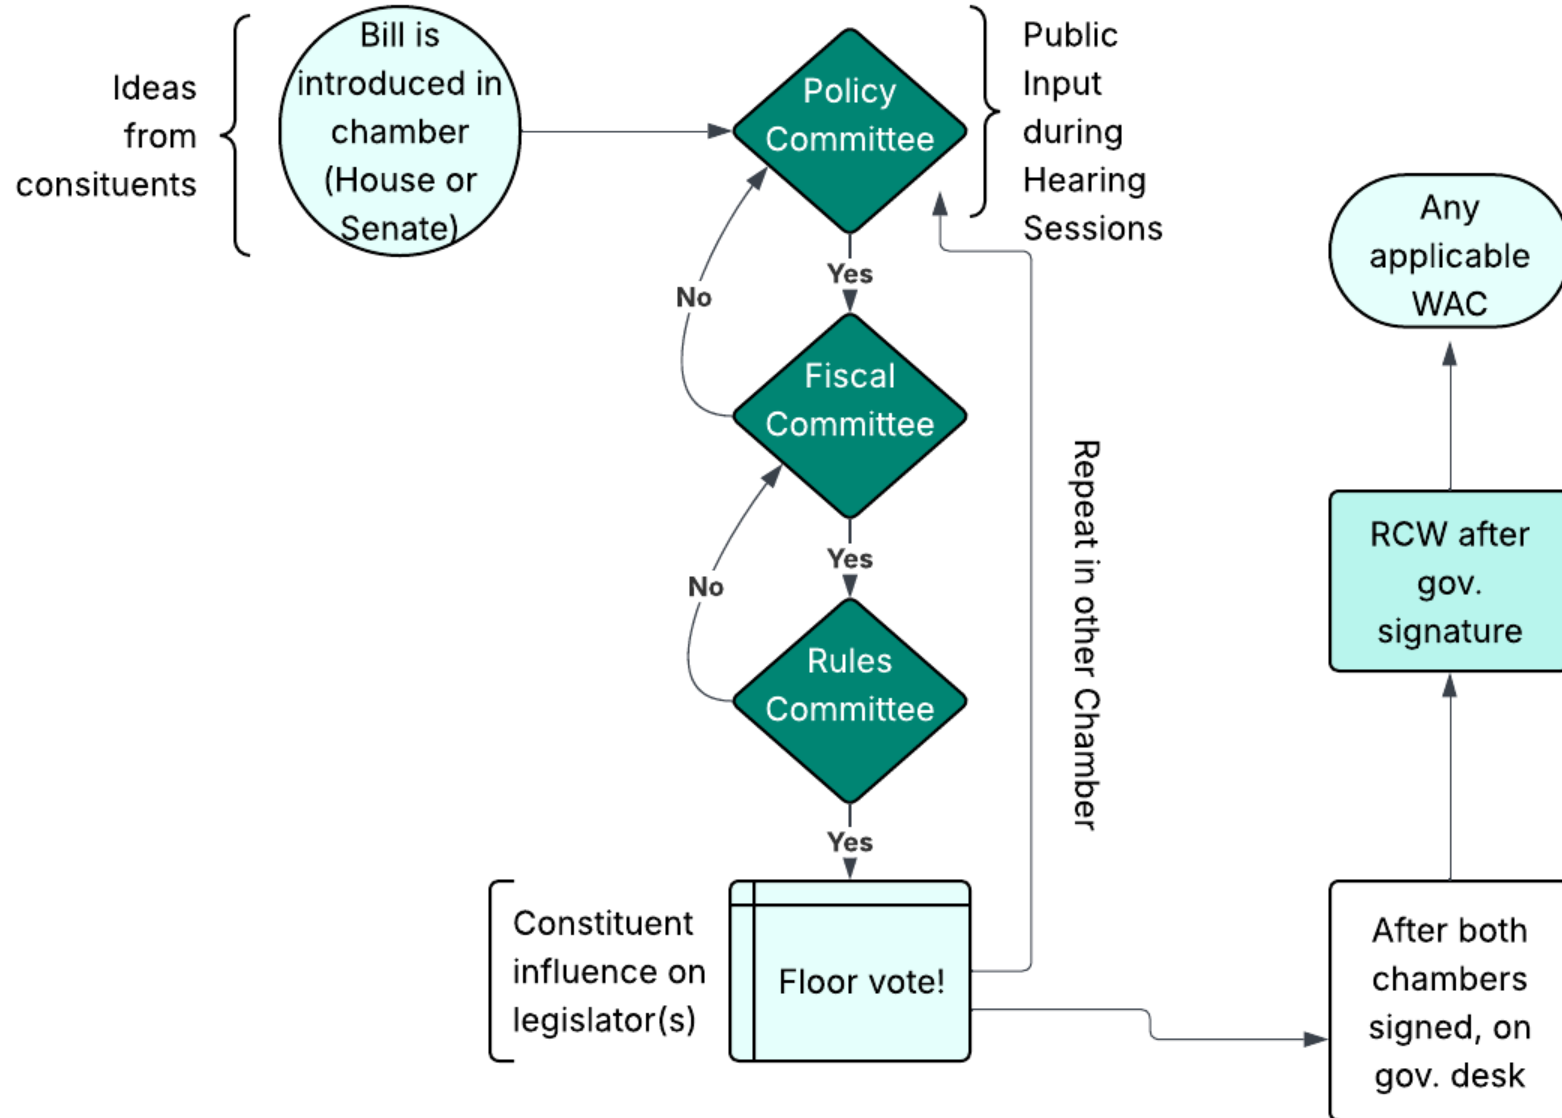 Ideas
from
consituents
Bill is
introduced in
chamber
(House or
Senate)
Policy
Committee
Public
Input
during
Hearing
Sessions
Yes
No
Fiscal
Committee
Yes
No
Rules
Committee
Yes
Repeat in other Chamber
Constituent
influence on
legislator(s)
Floor vote!
After both
chambers
signed, on
gov. desk
RCW after
gov.
signature
Any
applicable
WAC